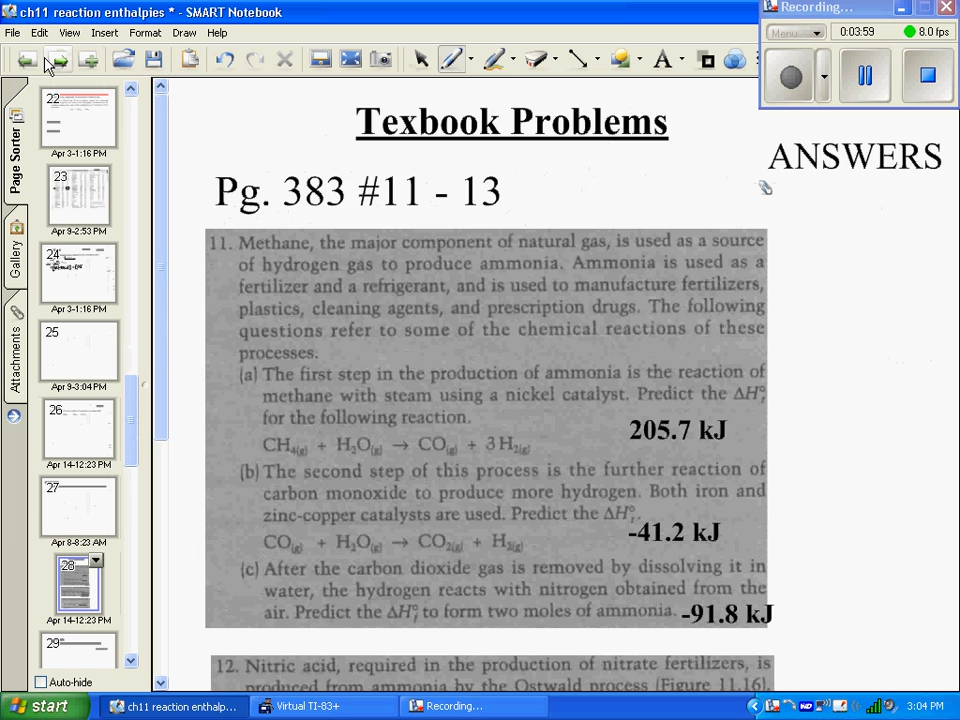 ch11 reaction enthalpies * - SMART Notebook
Recording...
File Edit View Insert Format Draw Help
Menu
0:03:59
8.0 fps
Page Sorter
Gallery
Attachments
22
Apr 3-1:16 PM
23
Apr 9-2:53 PM
24
Apr 3-1:16 PM
25
Apr 9-3:04 PM
26
Apr 14-12:23 PM
27
Apr 8-8:23 AM
28
Apr 14-12:23 PM
29
Auto-hide
Texbook Problems
ANSWERS
Pg. 383 #11 - 13
11. Methane, the major component of natural gas, is used as a source
of hydrogen gas to produce ammonia. Ammonia is used as a
fertilizer and a refrigerant, and is used to manufacture fertilizers,
plastics, cleaning agents, and prescription drugs. The following
questions refer to some of the chemical reactions of these
processes.
(a) The first step in the production of ammonia is the reaction of
methane with steam using a nickel catalyst. Predict the ΔH°r
for the following reaction.
205.7 kJ
CH4(g) + H2O(g) → CO(g) + 3 H2(g)
(b) The second step of this process is the further reaction of
carbon monoxide to produce more hydrogen. Both iron and
zinc-copper catalysts are used. Predict the ΔH°r.
-41.2 kJ
CO(g) + H2O(g) → CO2(g) + H2(g)
(c) After the carbon dioxide gas is removed by dissolving it in
water, the hydrogen reacts with nitrogen obtained from the
air. Predict the ΔH°r to form two moles of ammonia.
-91.8 kJ
12. Nitric acid, required in the production of nitrate fertilizers, is
produced from ammonia by the Ostwald process (Figure 11.16).
start
ch11 reaction enthalp...
Virtual TI-83+
Recording...
3:04 PM